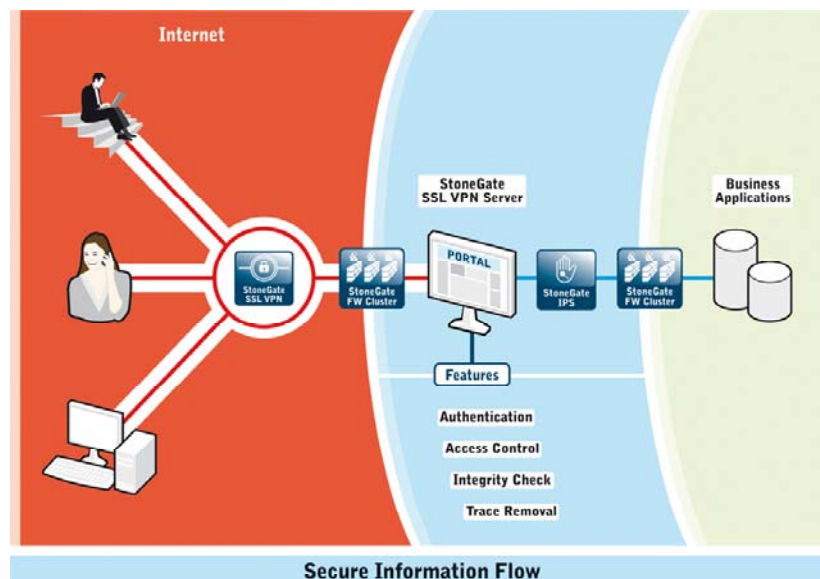 Internet
StoneGate
SSL VPN Server
Business
Applications
PORTAL
StoneGate
SSL VPN
StoneGate
FW Cluster
StoneGate
IPS
StoneGate
FW Cluster
Features
Authentication
Access Control
Integrity Check
Trace Removal
Secure Information Flow